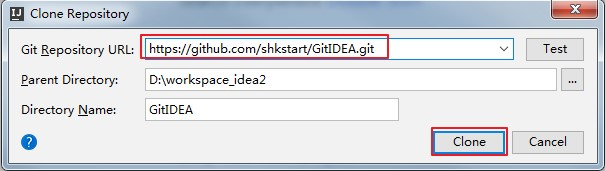 Clone Repository
Git Repository URL: https://github.com/shkstart/GitIDEA.git Test
Parent Directory: D:\workspace_idea2 ...
Directory Name: GitIDEA
? Clone Cancel